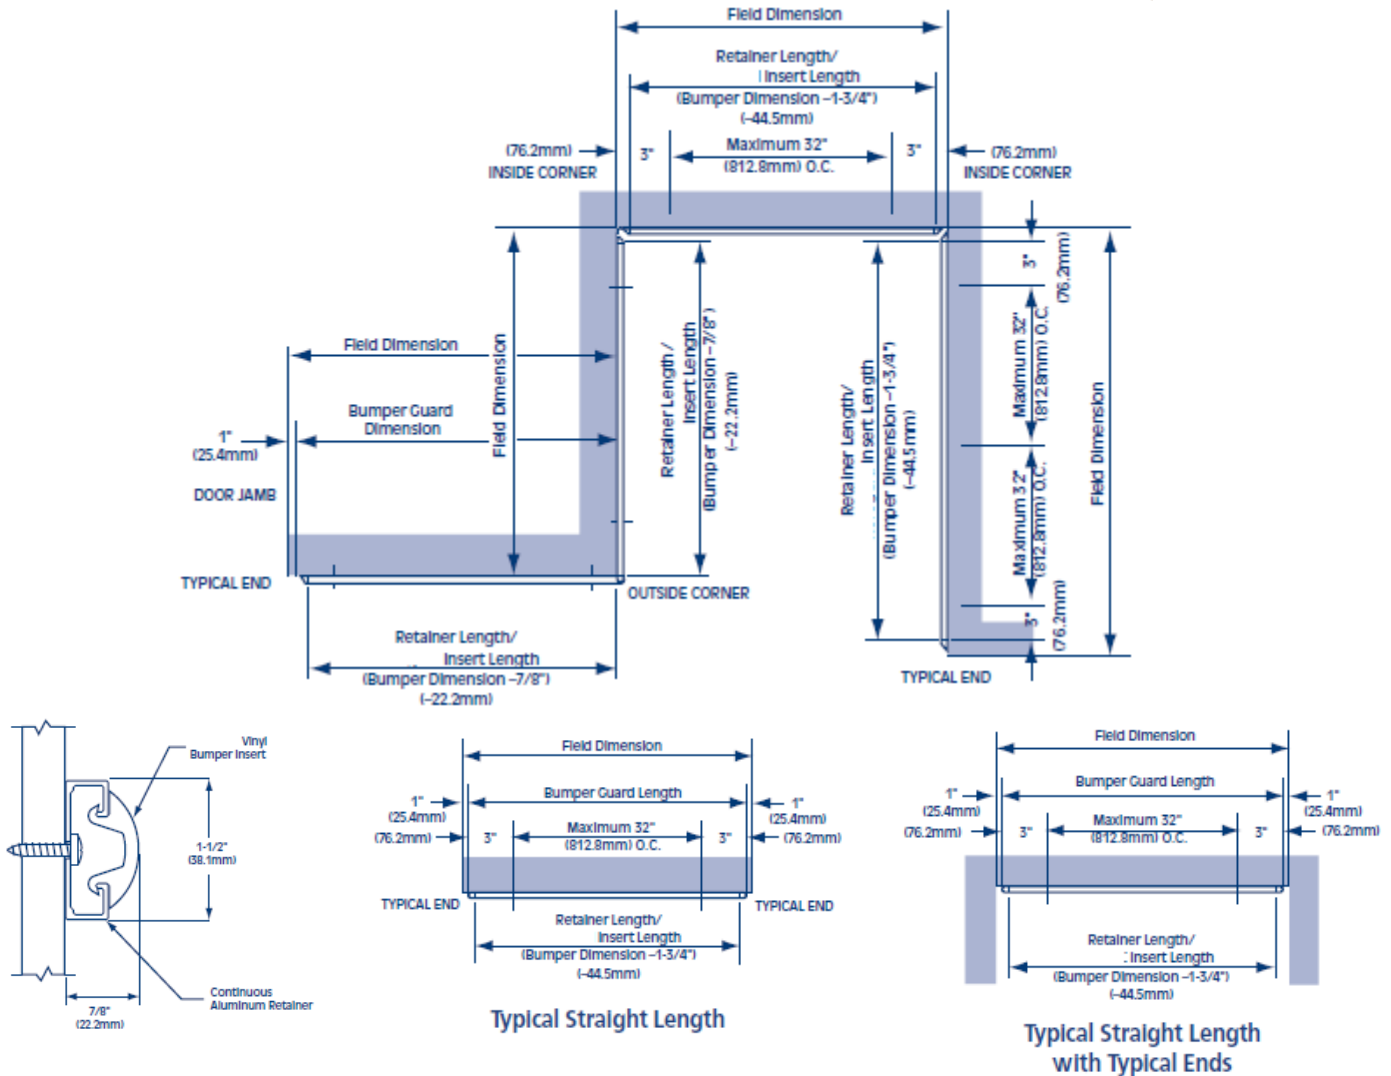 Field Dimension
Retainer Length/
Insert Length
(Bumper Dimension –1-3/4")
(–44.5mm)
(76.2mm)
3"
Maximum 32"
(812.8mm) O.C.
3"
(76.2mm)
INSIDE CORNER
INSIDE CORNER
3"
(76.2mm)
Maximum 32"
(812.8mm) O.C.
Maximum 32"
(812.8mm) O.C.
3"
(76.2mm)
Field Dimension
Field Dimension
Field Dimension
Bumper Guard
Dimension
1"
(25.4mm)
DOOR JAMB
TYPICAL END
Retainer Length /
Insert Length
(Bumper Dimension –7/8")
(–22.2mm)
Retainer Length/
Insert Length
(Bumper Dimension –1-3/4")
(–44.5mm)
OUTSIDE CORNER
TYPICAL END
Retainer Length/
Insert Length
(Bumper Dimension –7/8")
(–22.2mm)
Vinyl
Bumper Insert
1-1/2"
(38.1mm)
Continuous
Aluminum Retainer
7/8"
(22.2mm)
Field Dimension
Bumper Guard Length
1"
(25.4mm)
1"
(25.4mm)
(76.2mm)
3"
Maximum 32"
(812.8mm) O.C.
3"
(76.2mm)
TYPICAL END
TYPICAL END
Retainer Length/
Insert Length
(Bumper Dimension –1-3/4")
(–44.5mm)
Typical Straight Length
Field Dimension
Bumper Guard Length
1"
(25.4mm)
1"
(25.4mm)
(76.2mm)
3"
Maximum 32"
(812.8mm) O.C.
3"
(76.2mm)
Retainer Length/
Insert Length
(Bumper Dimension –1-3/4")
(–44.5mm)
Typical Straight Length
with Typical Ends